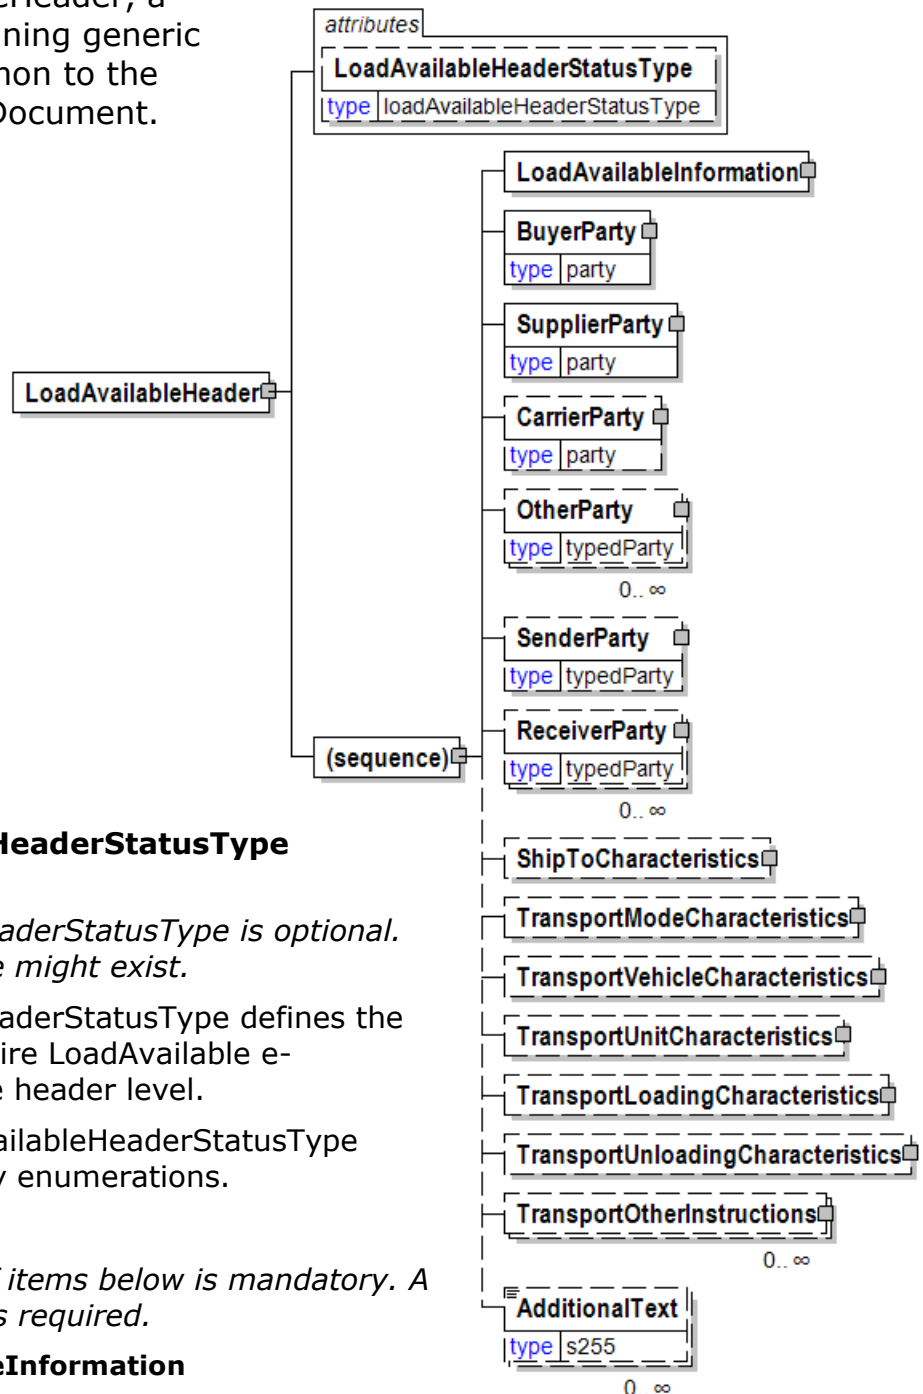 ning generic
mon to the
Document.
attributes
LoadAvailableHeaderStatusType
type loadAvailableHeaderStatusType
LoadAvailableHeader
(sequence)
LoadAvailableInformation
BuyerParty
type party
SupplierParty
type party
CarrierParty
type party
OtherParty
type typedParty
0.. ∞
SenderParty
type typedParty
ReceiverParty
type typedParty
0.. ∞
ShipToCharacteristics
TransportModeCharacteristics
TransportVehicleCharacteristics
TransportUnitCharacteristics
TransportLoadingCharacteristics
TransportUnloadingCharacteristics
TransportOtherInstructions
0.. ∞
AdditionalText
type s255
0.. ∞
HeaderStatusType
aderStatusType is optional.
e might exist.
aderStatusType defines the
ire LoadAvailable e-
e header level.
ailableHeaderStatusType
y enumerations.
items below is mandatory. A
s required.
eInformation